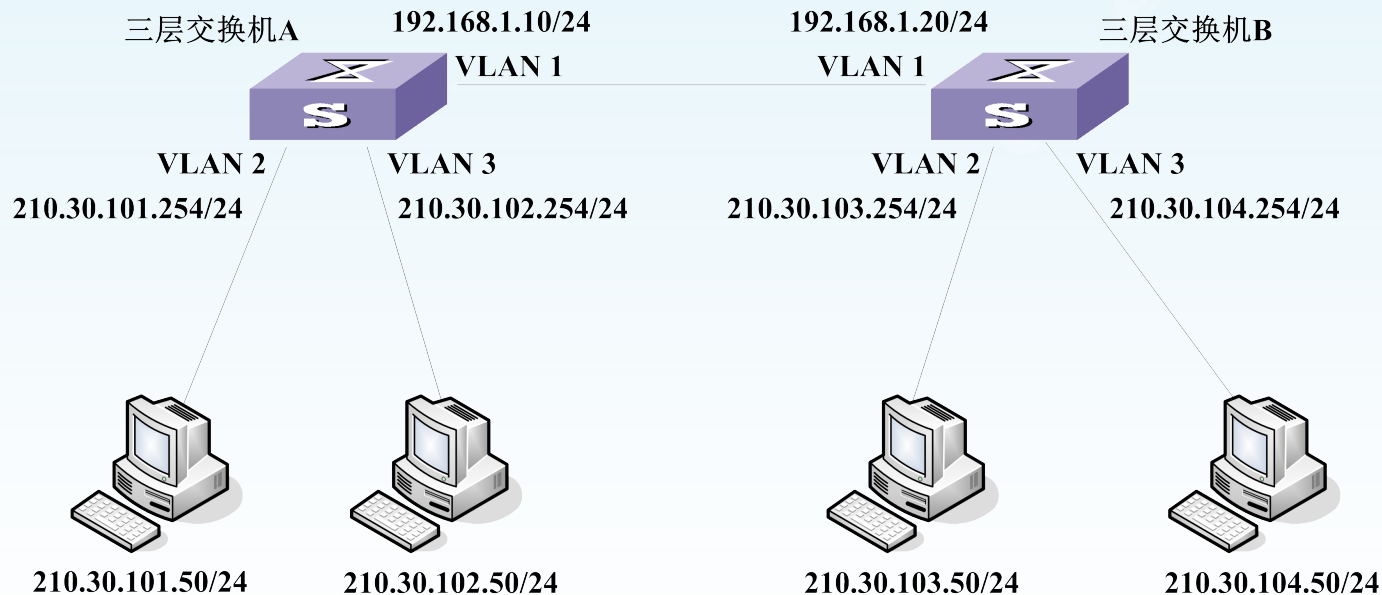 三层交换机A
192.168.1.10/24
192.168.1.20/24
三层交换机B
VLAN 1
VLAN 1
S
S
VLAN 2
VLAN 3
VLAN 2
VLAN 3
210.30.101.254/24
210.30.102.254/24
210.30.103.254/24
210.30.104.254/24
210.30.101.50/24
210.30.102.50/24
210.30.103.50/24
210.30.104.50/24